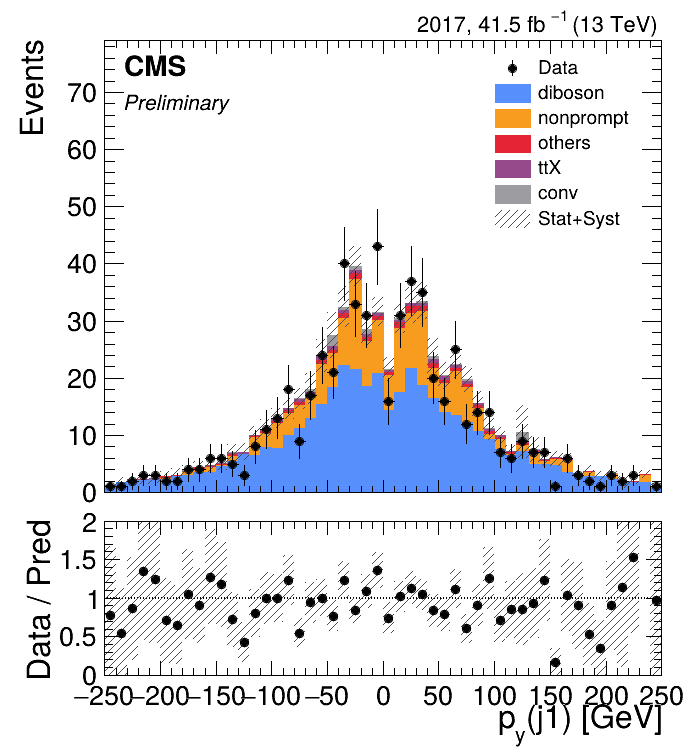 2017, 41.5 fb⁻¹ (13 TeV)
CMS
Preliminary
Events
70
60
50
40
30
20
10
0
Data
diboson
nonprompt
others
ttX
conv
Stat+Syst
Data / Pred
2
1.5
1
0.5
0
−250 −200 −150 −100 −50 0 50 100 150 200 250
p_y(j1) [GeV]